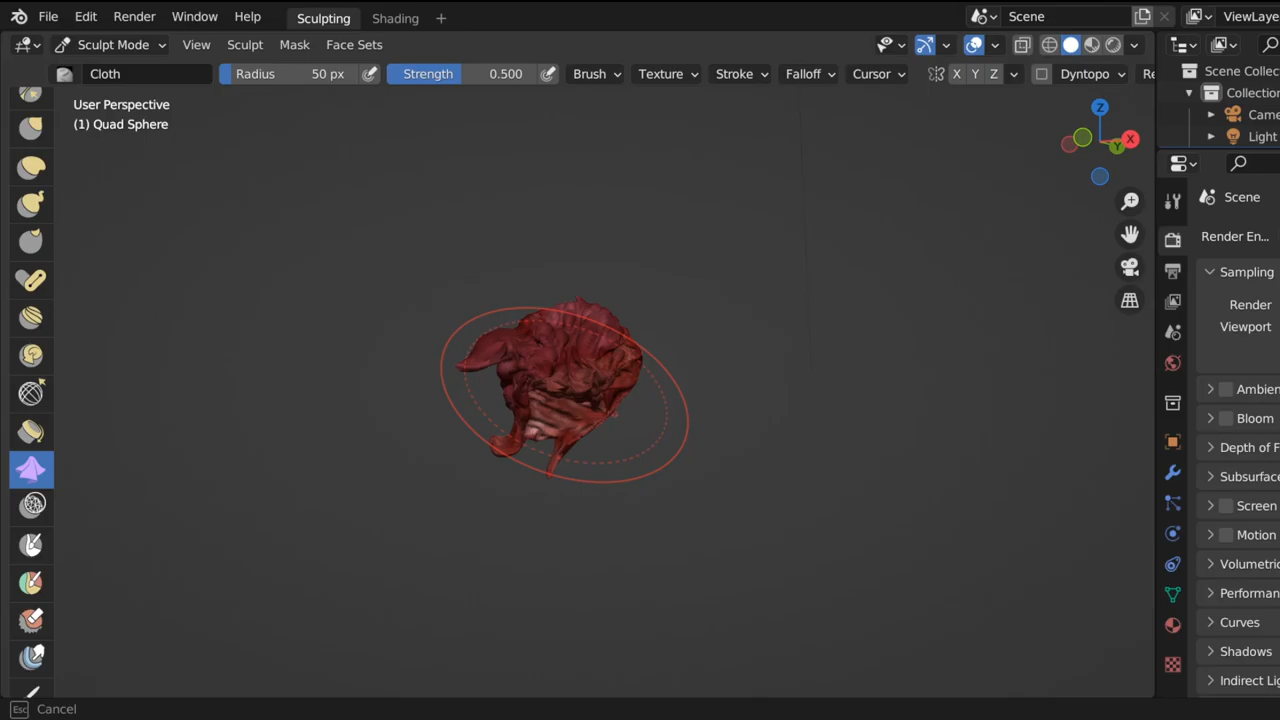 File Edit Render Window Help Sculpting Shading + Scene ViewLaye
Sculpt Mode View Sculpt Mask Face Sets
Cloth Radius 50 px Strength 0.500 Brush Texture Stroke Falloff Cursor X Y Z Dyntopo Re
User Perspective
(1) Quad Sphere
Z
X
Y
Scene Collec
Collection
Came
Light
Scene
Render En...
Sampling
Render
Viewport
Ambien
Bloom
Depth of F
Subsurface
Screen
Motion
Volumetric
Performan
Curves
Shadows
Indirect Lig
Esc Cancel